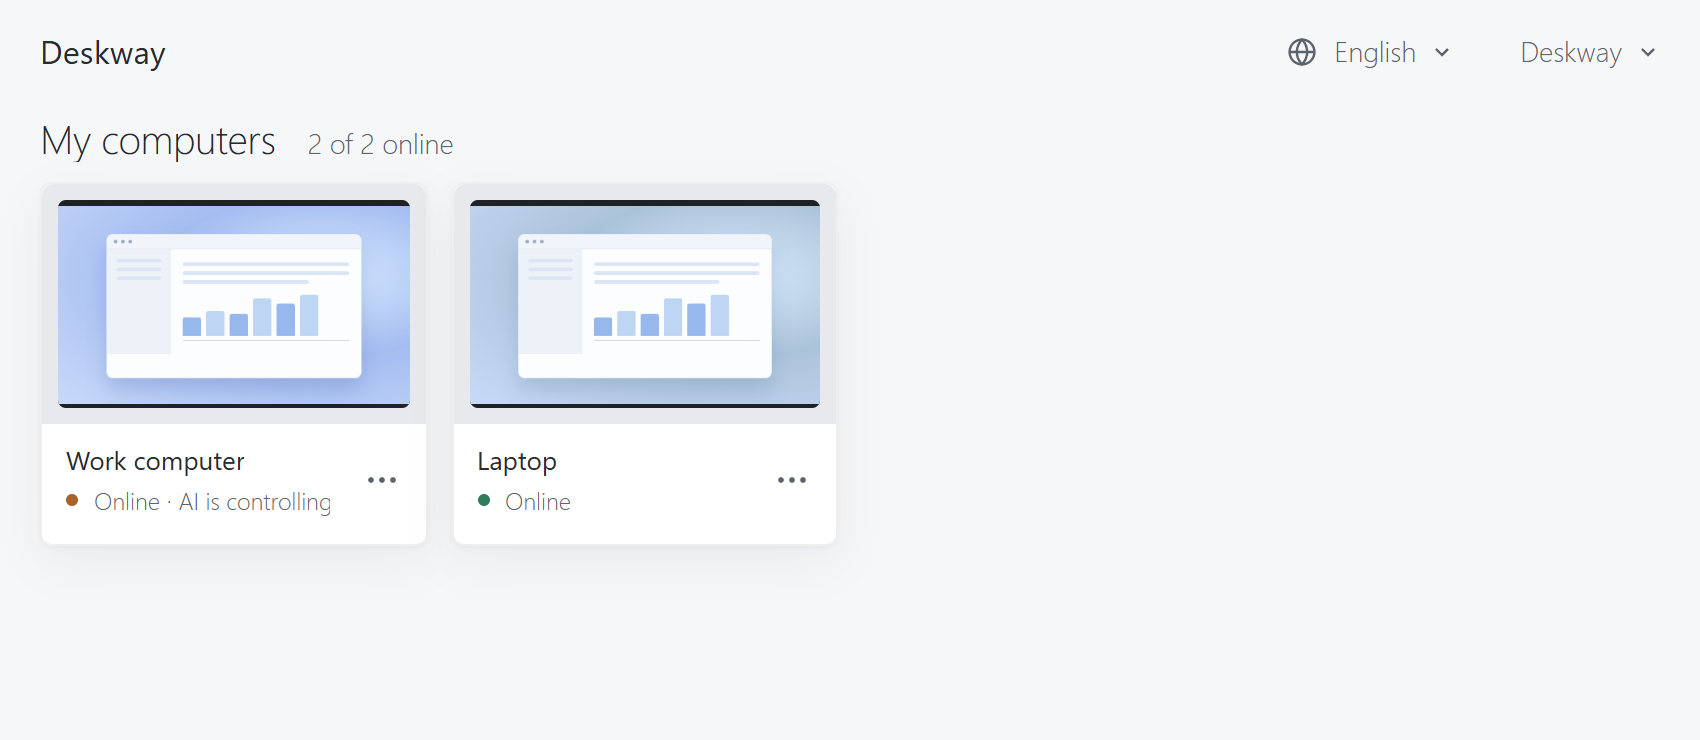 Deskway
English
Deskway
My computers
2 of 2 online
Work computer
Online · AI is controlling
Laptop
Online